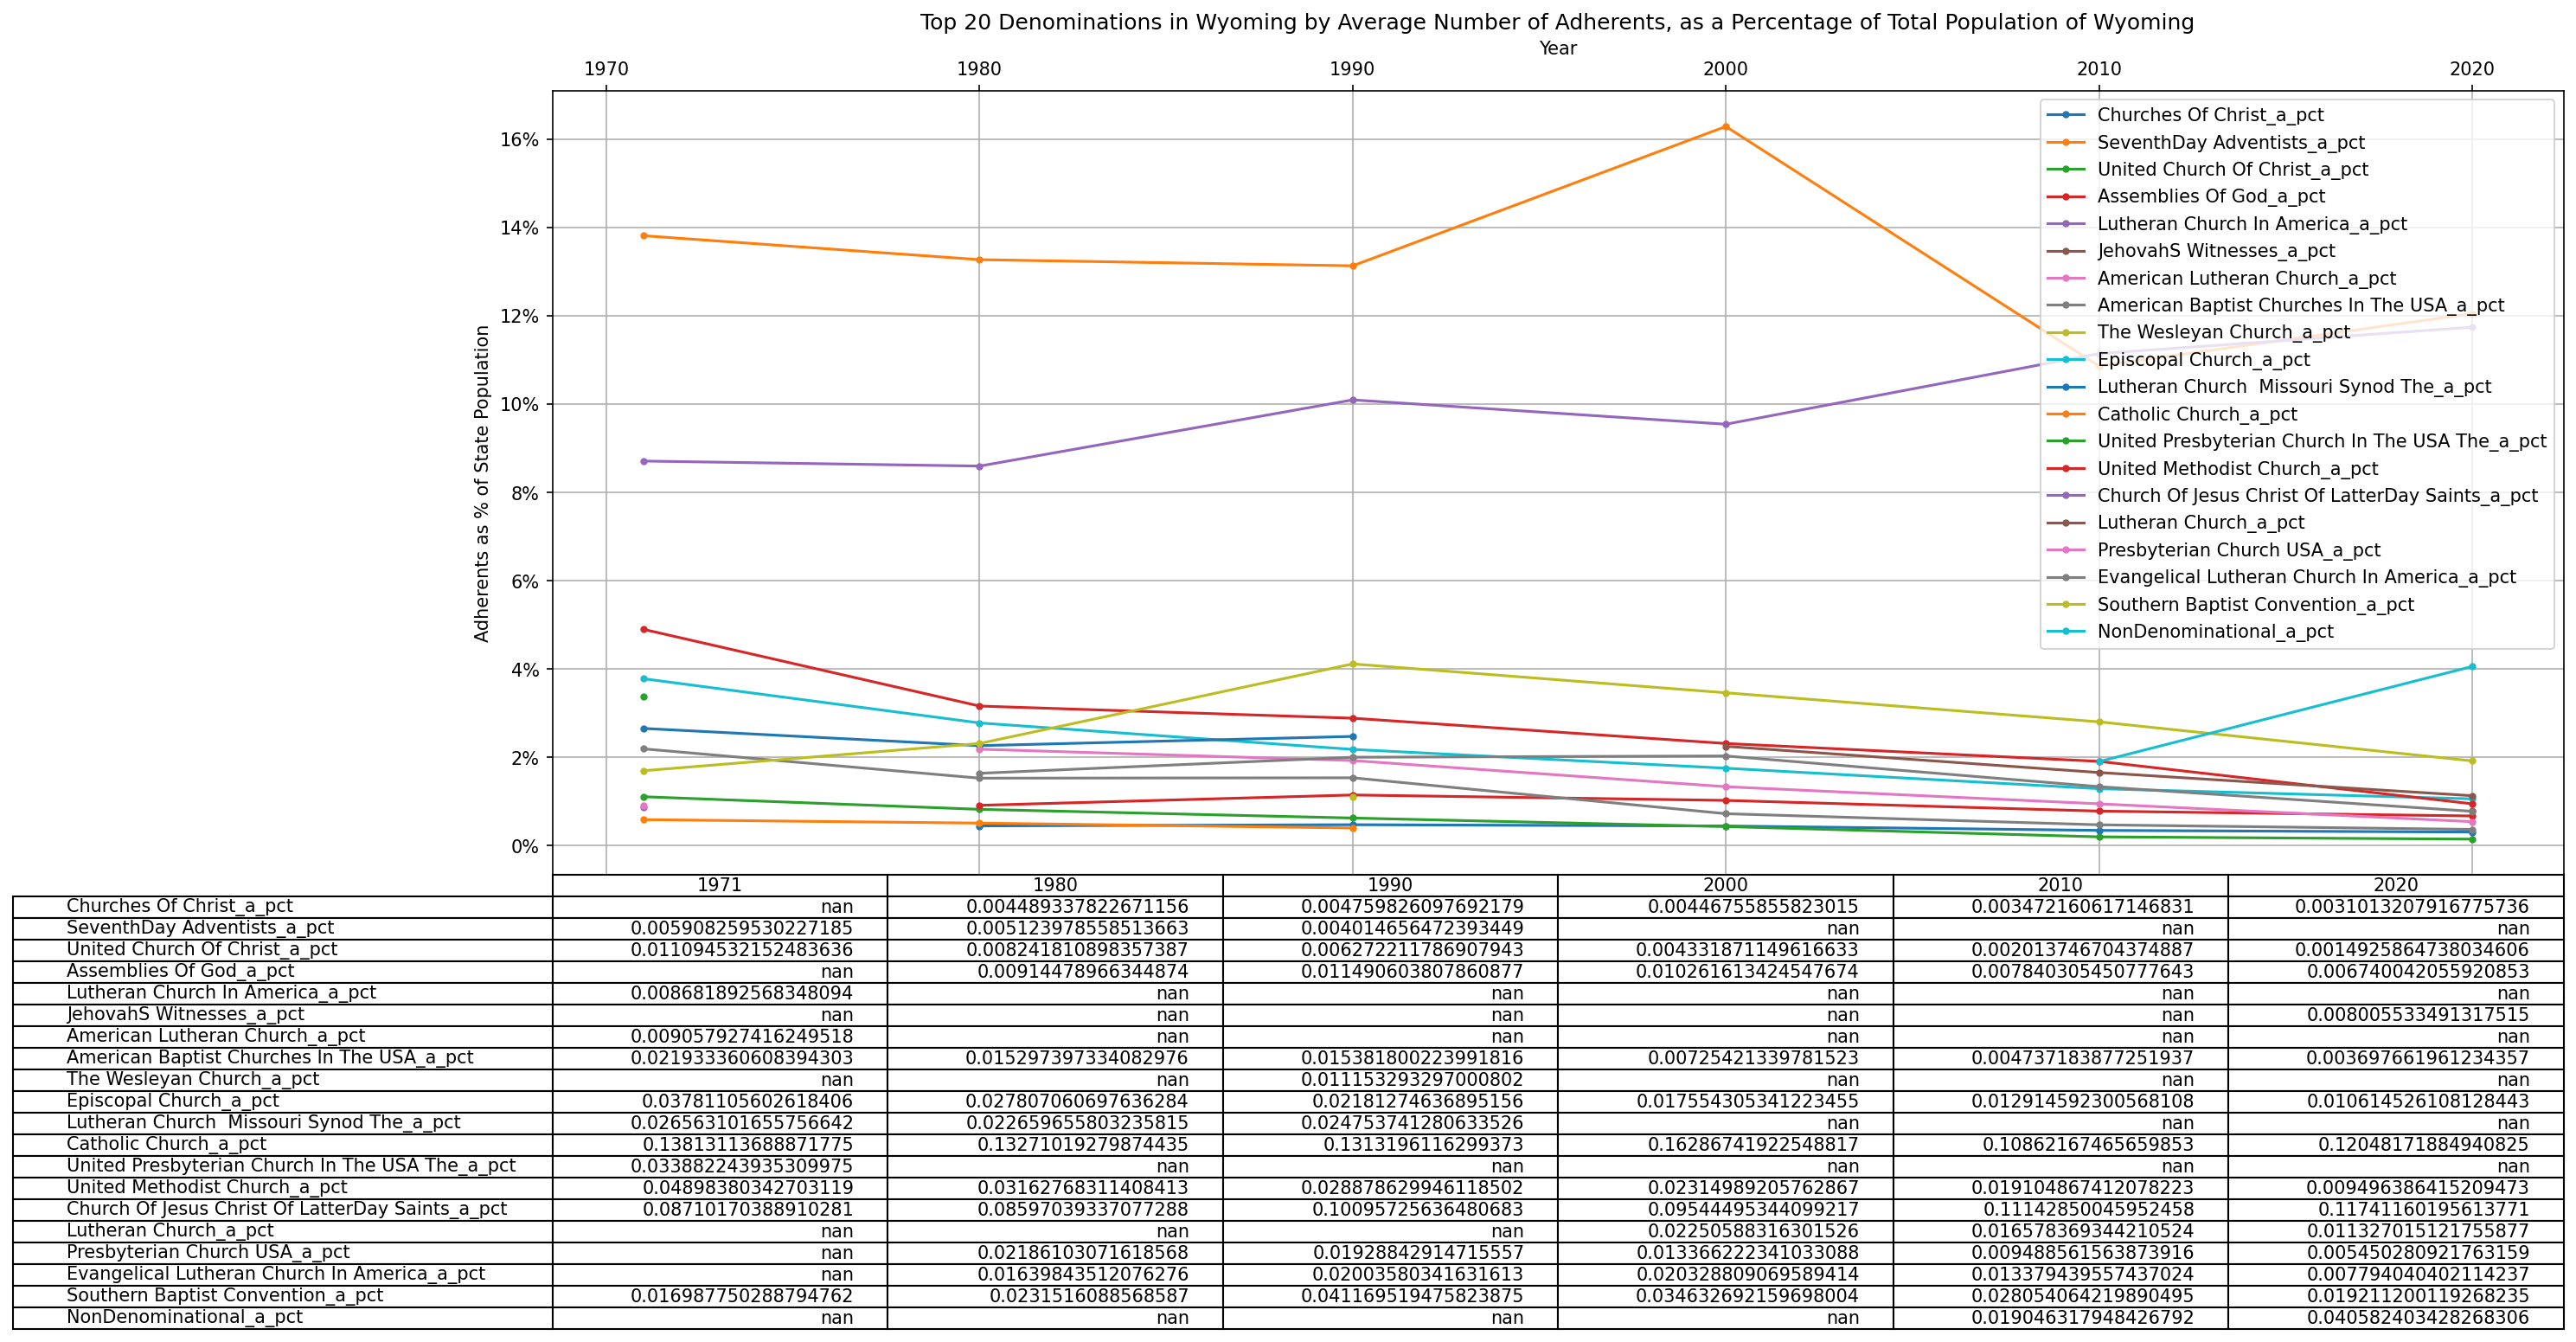 Top 20 Denominations in Wyoming by Average Number of Adherents, as a Percentage of Total Population of Wyoming
Year
1970 1980 1990 2000 2010 2020
Adherents as % of State Population
16%
14%
12%
10%
8%
6%
4%
2%
0%
Churches Of Christ_a_pct
SeventhDay Adventists_a_pct
United Church Of Christ_a_pct
Assemblies Of God_a_pct
Lutheran Church In America_a_pct
JehovahS Witnesses_a_pct
American Lutheran Church_a_pct
American Baptist Churches In The USA_a_pct
The Wesleyan Church_a_pct
Episcopal Church_a_pct
Lutheran Church  Missouri Synod The_a_pct
Catholic Church_a_pct
United Presbyterian Church In The USA The_a_pct
United Methodist Church_a_pct
Church Of Jesus Christ Of LatterDay Saints_a_pct
Lutheran Church_a_pct
Presbyterian Church USA_a_pct
Evangelical Lutheran Church In America_a_pct
Southern Baptist Convention_a_pct
NonDenominational_a_pct
1971 1980 1990 2000 2010 2020
Churches Of Christ_a_pct nan 0.004489337822671156 0.004759826097692179 0.00446755855823015 0.003472160617146831 0.0031013207916775736
SeventhDay Adventists_a_pct 0.005908259530227185 0.005123978558513663 0.004014656472393449 nan nan nan
United Church Of Christ_a_pct 0.011094532152483636 0.008241810898357387 0.006272211786907943 0.004331871149616633 0.002013746704374887 0.0014925864738034606
Assemblies Of God_a_pct nan 0.00914478966344874 0.011490603807860877 0.010261613424547674 0.007840305450777643 0.006740042055920853
Lutheran Church In America_a_pct 0.008681892568348094 nan nan nan nan nan
JehovahS Witnesses_a_pct nan nan nan nan nan 0.008005533491317515
American Lutheran Church_a_pct 0.009057927416249518 nan nan nan nan nan
American Baptist Churches In The USA_a_pct 0.021933360608394303 0.015297397334082976 0.015381800223991816 0.00725421339781523 0.004737183877251937 0.003697661961234357
The Wesleyan Church_a_pct nan nan 0.011153293297000802 nan nan nan
Episcopal Church_a_pct 0.03781105602618406 0.027807060697636284 0.02181274636895156 0.017554305341223455 0.012914592300568108 0.010614526108128443
Lutheran Church  Missouri Synod The_a_pct 0.026563101655756642 0.022659655803235815 0.024753741280633526 nan nan nan
Catholic Church_a_pct 0.13813113688871775 0.13271019279874435 0.1313196116299373 0.16286741922548817 0.10862167465659853 0.12048171884940825
United Presbyterian Church In The USA The_a_pct 0.033882243935309975 nan nan nan nan nan
United Methodist Church_a_pct 0.04898380342703119 0.03162768311408413 0.028878629946118502 0.02314989205762867 0.019104867412078223 0.009496386415209473
Church Of Jesus Christ Of LatterDay Saints_a_pct 0.08710170388910281 0.08597039337077288 0.10095725636480683 0.09544495344099217 0.11142850045952458 0.11741160195613771
Lutheran Church_a_pct nan nan nan 0.02250588316301526 0.016578369344210524 0.011327015121755877
Presbyterian Church USA_a_pct nan 0.02186103071618568 0.01928842914715557 0.013366222341033088 0.009488561563873916 0.005450280921763159
Evangelical Lutheran Church In America_a_pct nan 0.01639843512076276 0.02003580341631613 0.020328809069589414 0.013379439557437024 0.007794040402114237
Southern Baptist Convention_a_pct 0.016987750288794762 0.0231516088568587 0.041169519475823875 0.034632692159698004 0.028054064219890495 0.019211200119268235
NonDenominational_a_pct nan nan nan nan 0.019046317948426792 0.040582403428268306